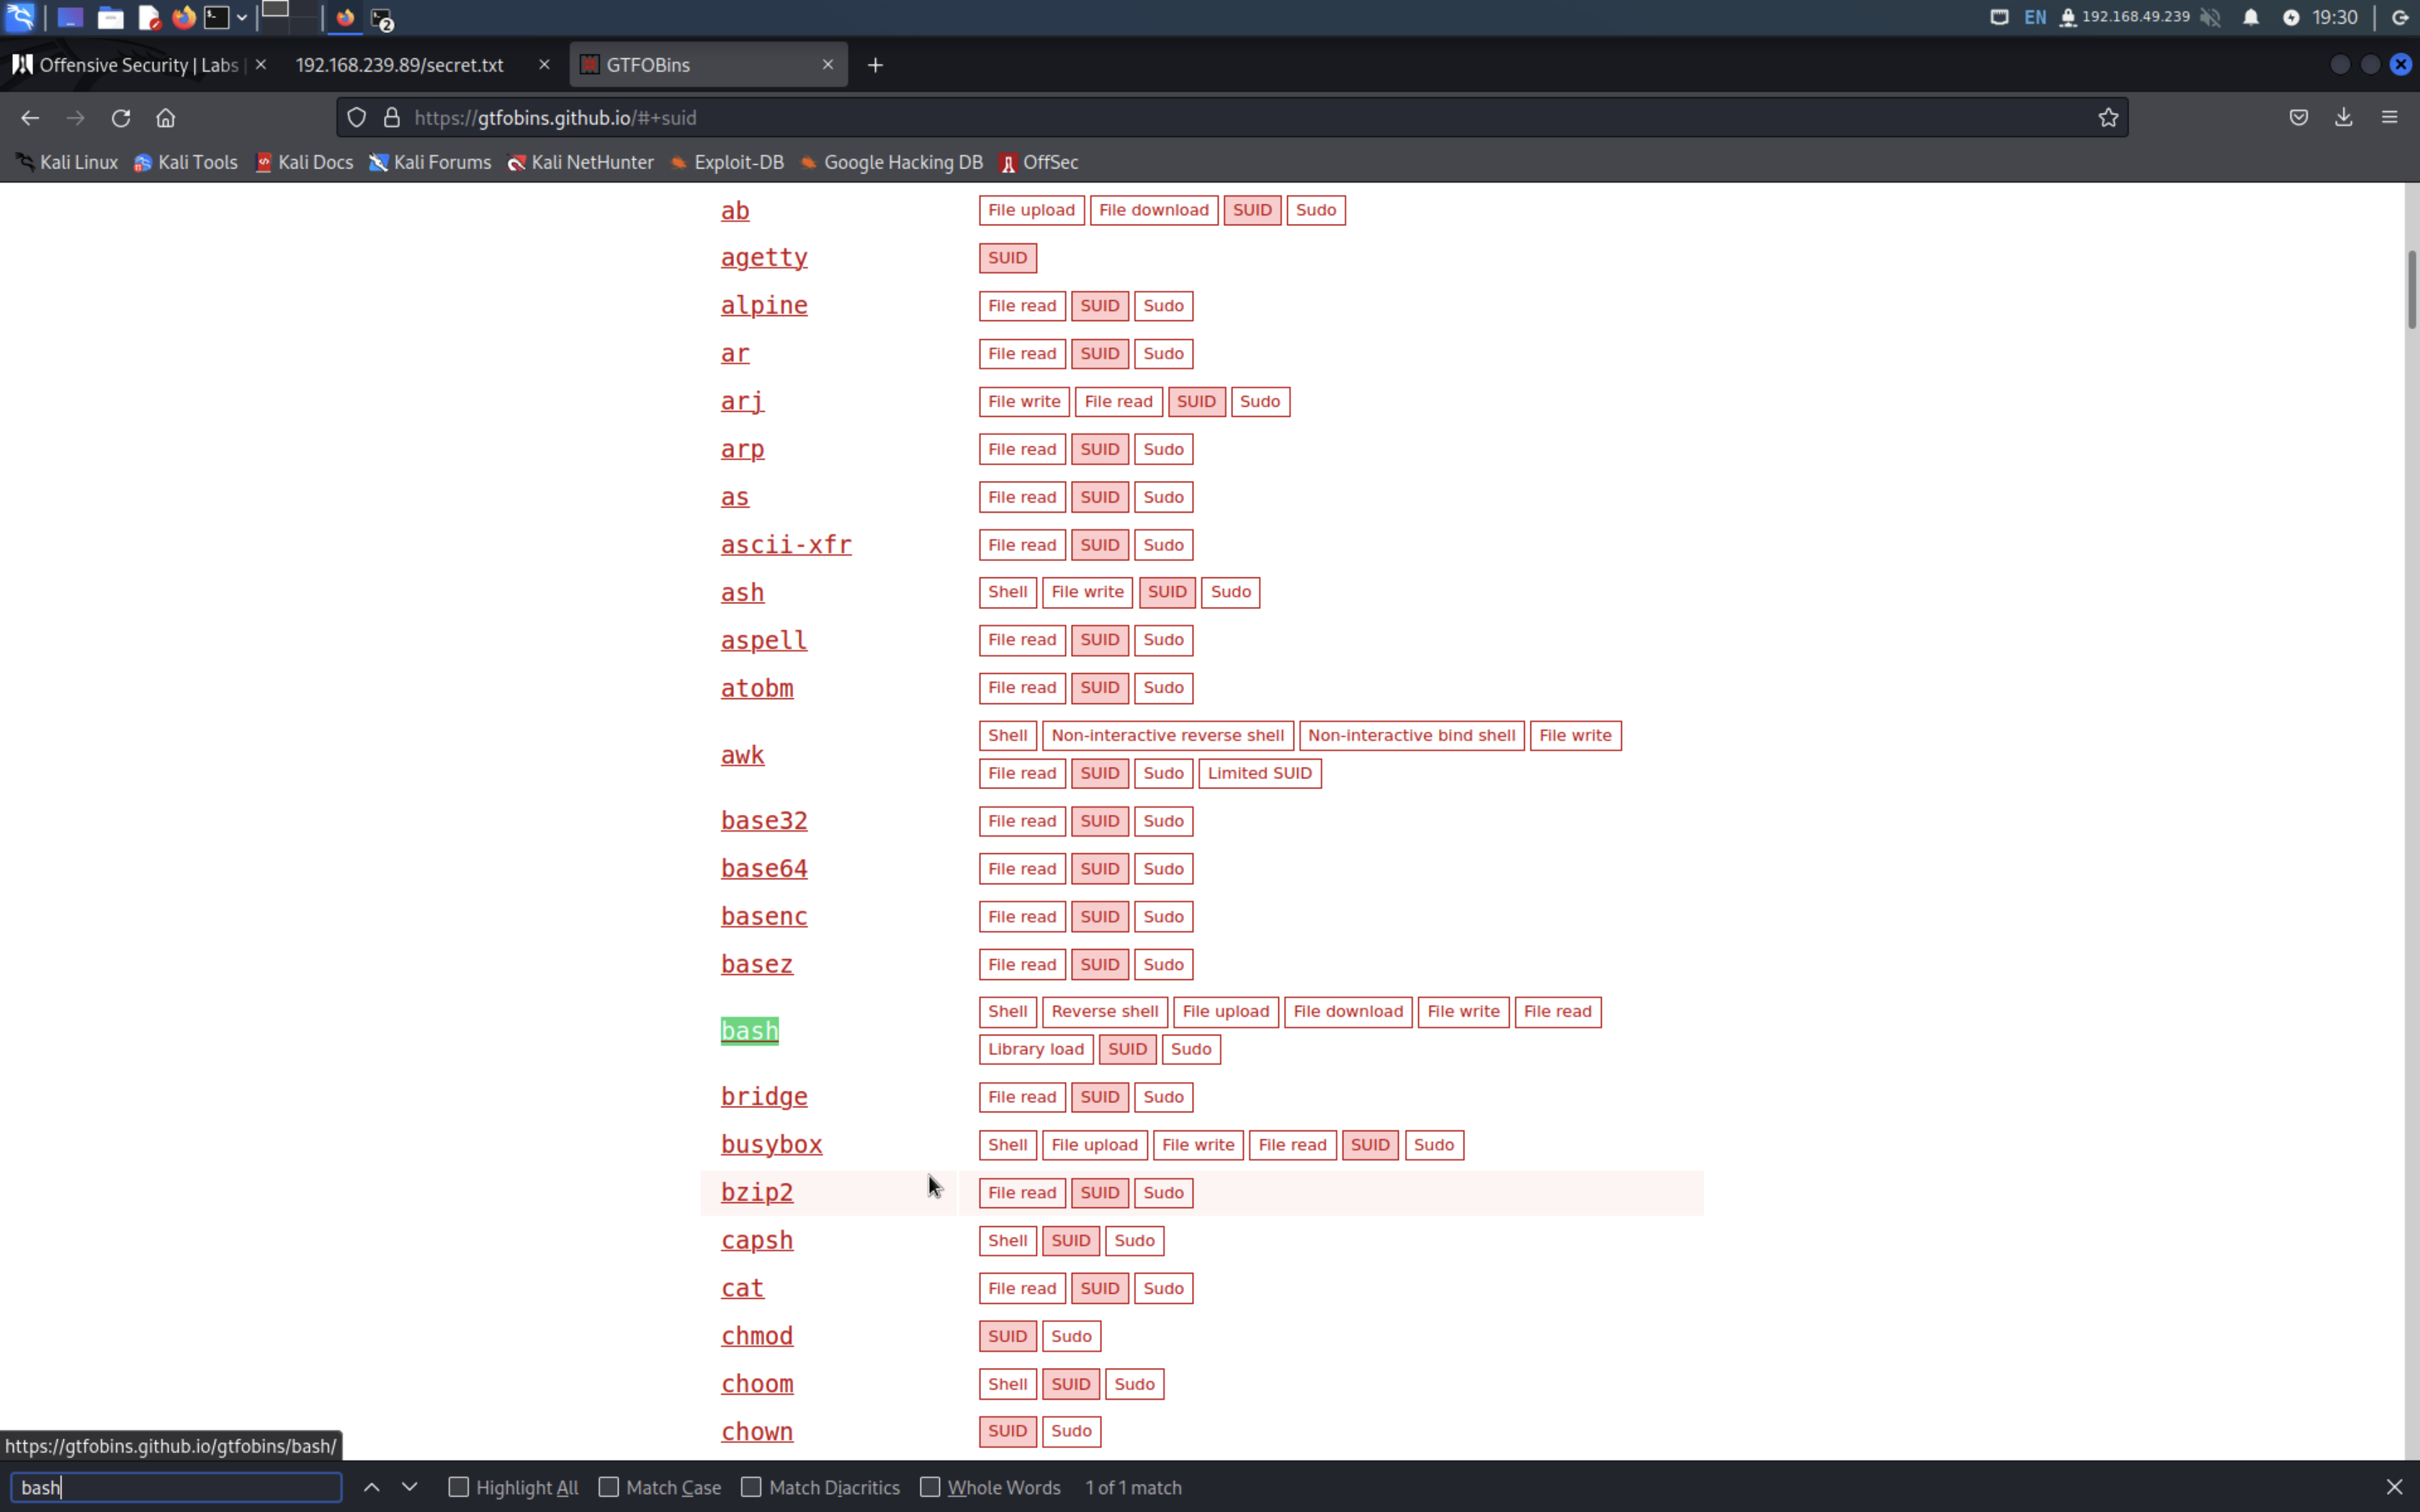 2
EN 192.168.49.239 19:30
Offensive Security | Labs 192.168.239.89/secret.txt GTFOBins
https://gtfobins.github.io/#+suid
Kali Linux Kali Tools Kali Docs Kali Forums Kali NetHunter Exploit-DB Google Hacking DB OffSec
ab File upload File download SUID Sudo
agetty SUID
alpine File read SUID Sudo
ar File read SUID Sudo
arj File write File read SUID Sudo
arp File read SUID Sudo
as File read SUID Sudo
ascii-xfr File read SUID Sudo
ash Shell File write SUID Sudo
aspell File read SUID Sudo
atobm File read SUID Sudo
awk Shell Non-interactive reverse shell Non-interactive bind shell File write
File read SUID Sudo Limited SUID
base32 File read SUID Sudo
base64 File read SUID Sudo
basenc File read SUID Sudo
basez File read SUID Sudo
bash Shell Reverse shell File upload File download File write File read
Library load SUID Sudo
bridge File read SUID Sudo
busybox Shell File upload File write File read SUID Sudo
bzip2 File read SUID Sudo
capsh Shell SUID Sudo
cat File read SUID Sudo
chmod SUID Sudo
choom Shell SUID Sudo
chown SUID Sudo
https://gtfobins.github.io/gtfobins/bash/
bash Highlight All Match Case Match Diacritics Whole Words 1 of 1 match